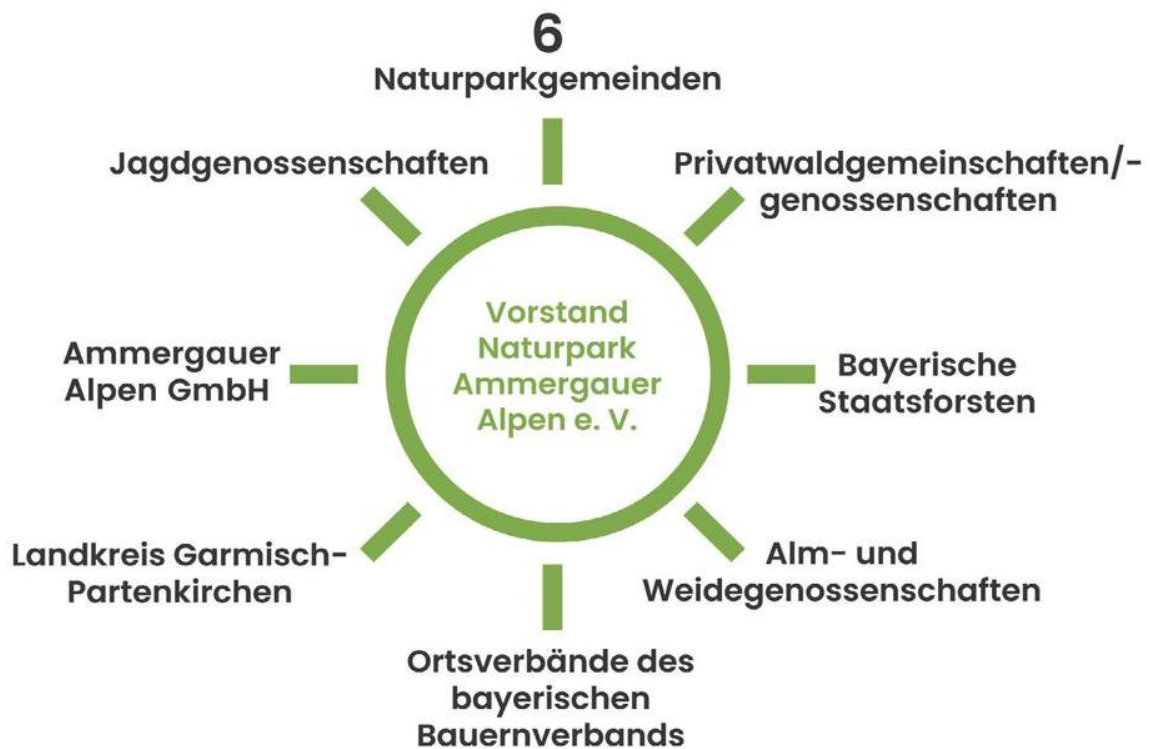 6
Naturparkgemeinden
Jagdgenossenschaften
Privatwaldgemeinschaften/-
genossenschaften
Vorstand
Naturpark
Ammergauer
Alpen e. V.
Ammergauer
Alpen GmbH
Bayerische
Staatsforsten
Landkreis Garmisch-
Partenkirchen
Alm- und
Weidegenossenschaften
Ortsverbände des
bayerischen
Bauernverbands